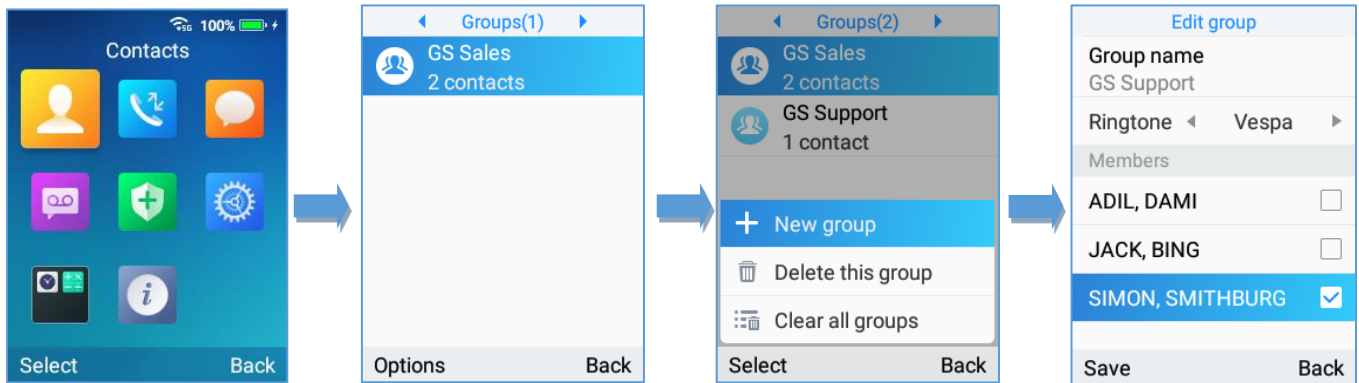 5G 100%
Contacts
Select Back
Groups(1)
GS Sales
2 contacts
Options Back
Groups(2)
GS Sales
2 contacts
GS Support
1 contact
New group
Delete this group
Clear all groups
Select Back
Edit group
Group name
GS Support
Ringtone Vespa
Members
ADIL, DAMI
JACK, BING
SIMON, SMITHBURG
Save Back